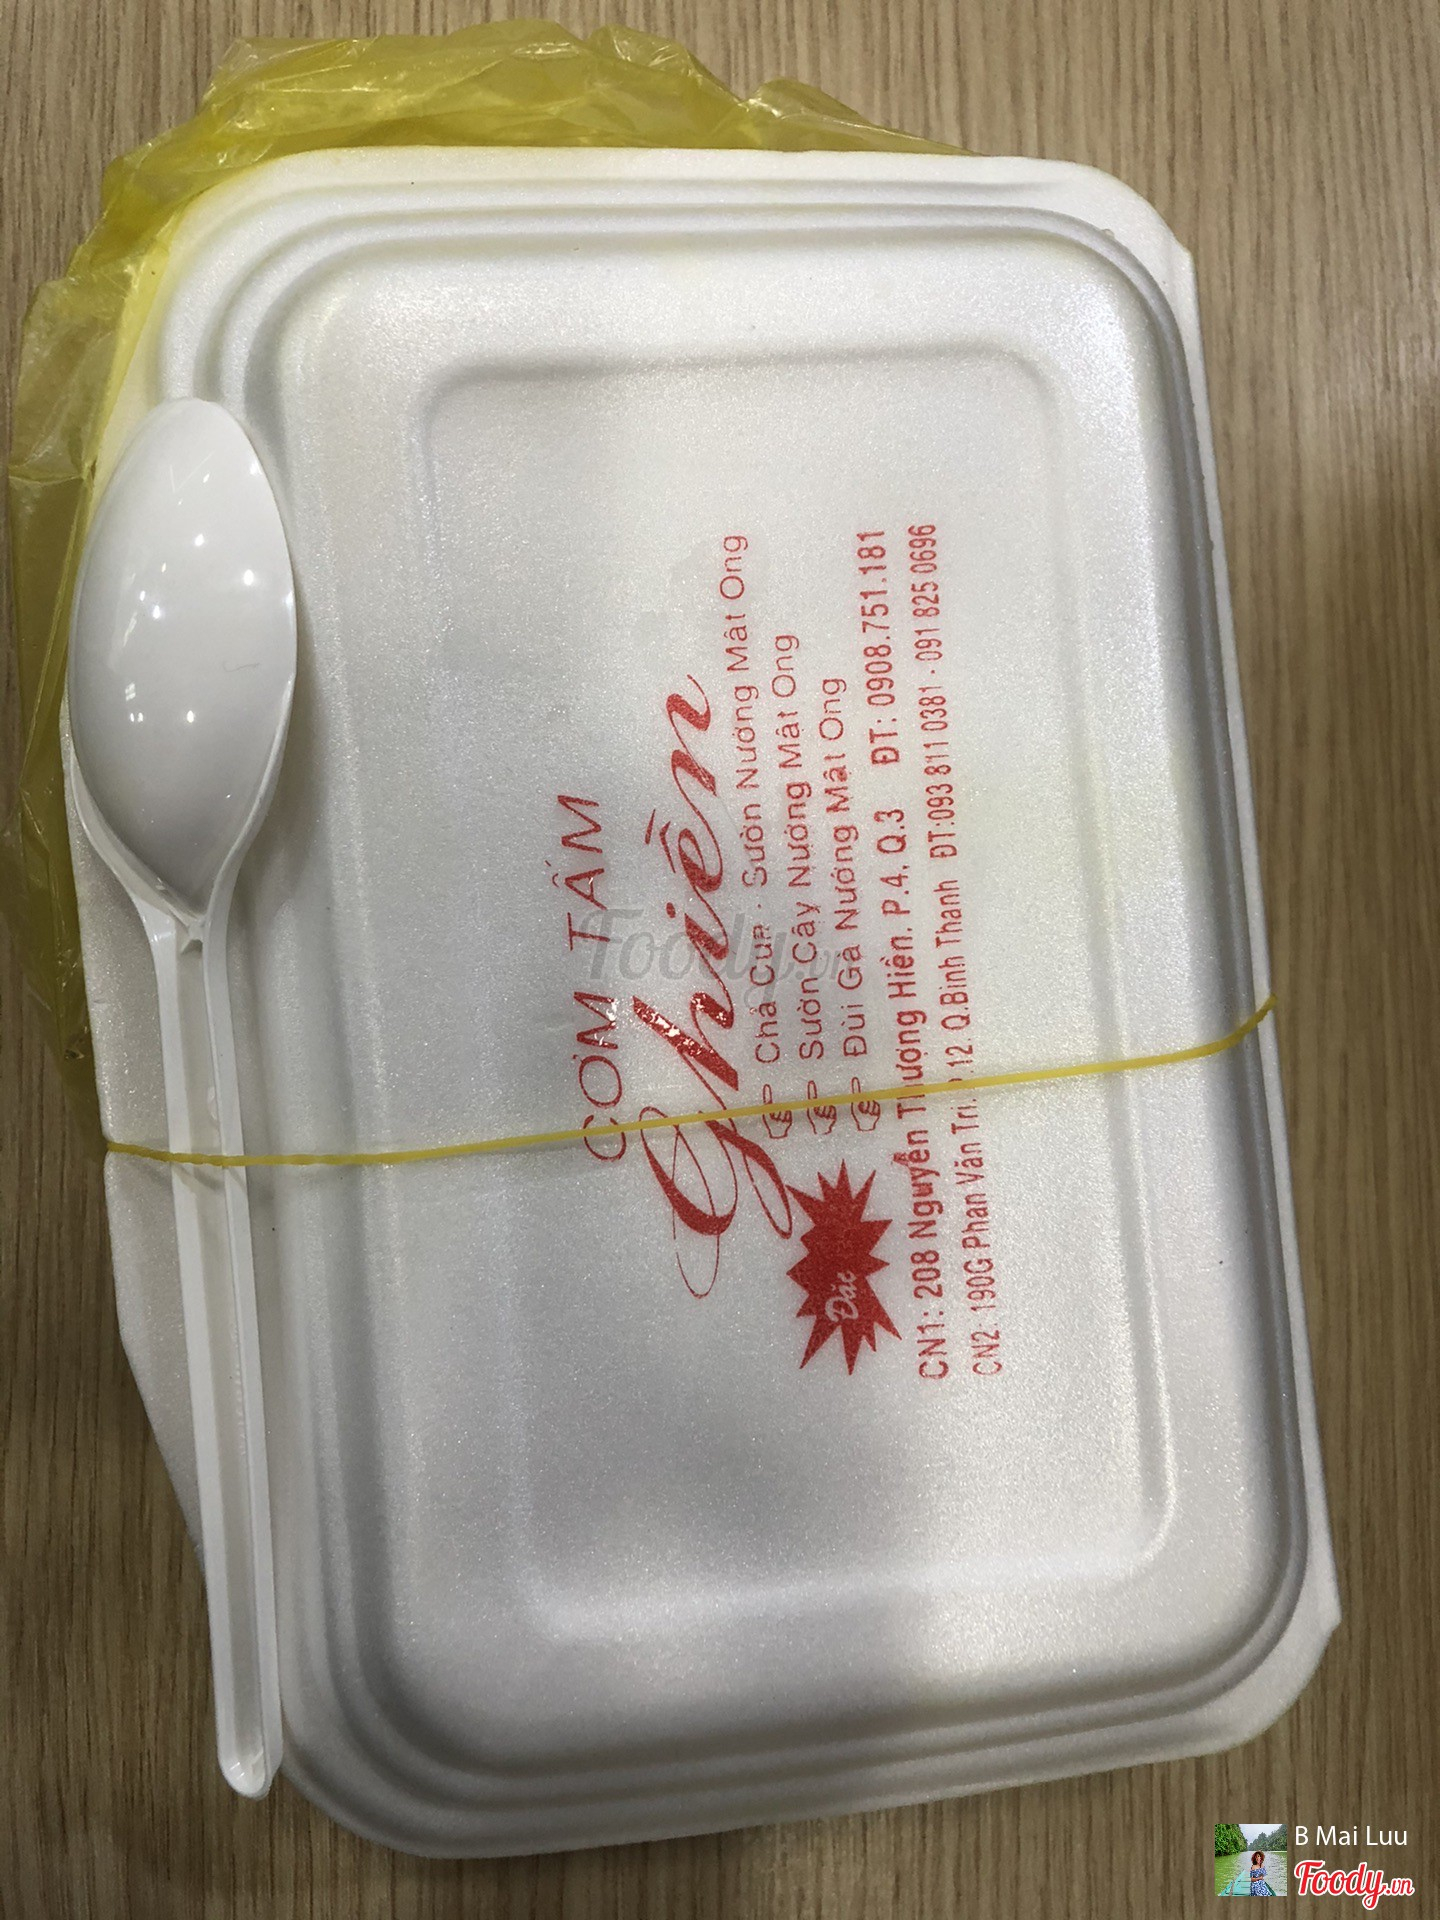 CƠM TẤM
Ghiền
Chả Cua . Sườn Nướng Mật Ong
Sườn Cây Nướng Mật Ong
Đùi Gà Nướng Mật Ong
Đặc
CN1: 208 Nguyễn Thượng Hiền. P.4, Q.3 ĐT: 0908.751.181
CN2: 190G Phan Văn Trị. P.12. Q.Bình Thạnh ĐT:093 811 0381 - 091 825 0696
Foody.vn
B Mai Luu
Foody.vn